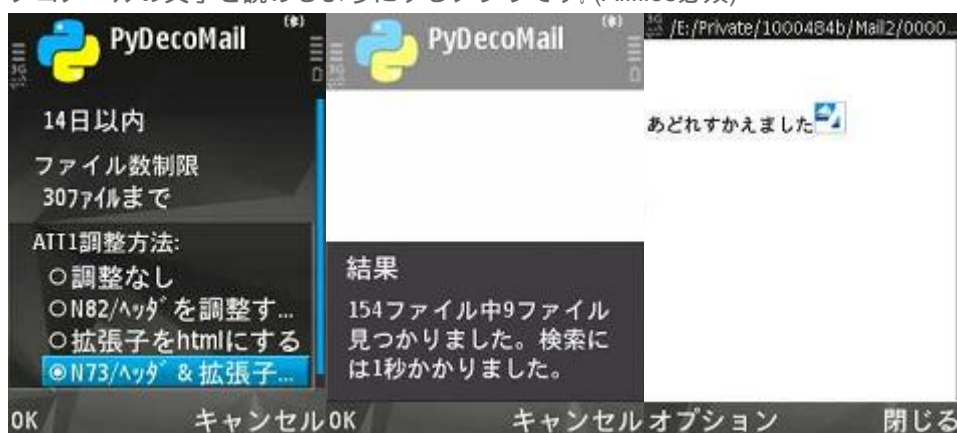 PyDecoMail
3G
14日以内
ファイル数制限
30ﾌｧｲﾙまで
ATT1調整方法:
調整なし
N82/ﾍｯﾀﾞを調整す...
拡張子をhtmlにする
N73/ﾍｯﾀﾞ&拡張子...
OK キャンセル
PyDecoMail
3G
結果
154ファイル中9ファイル
見つかりました。検索に
は1秒かかりました。
OK キャンセル
3G /E:/Private/1000484b/Mail2/0000...
あどれすかえました
オプション 閉じる